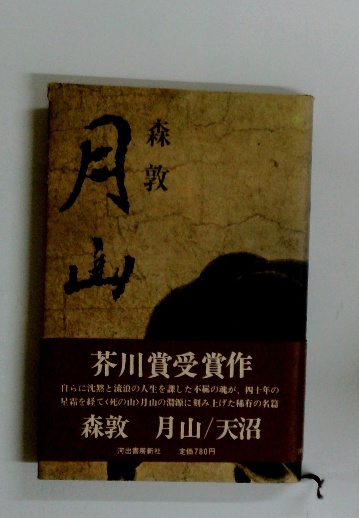 月山
森敦
芥川賞受賞作
自らに沈黙と流浪の人生を課した不屈の魂が、四十年の
星霜を経て〈死の山〉月山の淵源に刻み上げた稀有の名篇
森敦 月山/天沼
河出書房新社 定価780円